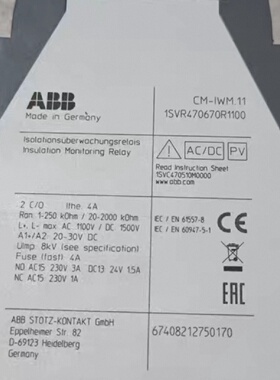 ABB
Made in Germany
CM-IWM.11
1SVR470670R1100
Isolationsüberwachungsrelais
Insulation Monitoring Relay
AC/DC PV
Read Instruction Sheet
1SVC470510M0000
www.abb.com
2 C/O Ithe: 4A
Ran: 1-250 kOhm / 20-2000 kOhm
L+, L- max. AC 1100V / DC 1500V
A1+/A2: 20-30V DC
Uimp: 8kV (see specification)
Fuse (fast) 4A
NO: AC15 230V 3A DC13 24V 1.5A
NC: AC15 230V 1A
IEC / EN 61557-8
IEC / EN 60947-5-1
CE
EAC
ABB STOTZ-KONTAKT GmbH
Eppelheimer Str. 82
D-69123 Heidelberg
Germany
67408212750170